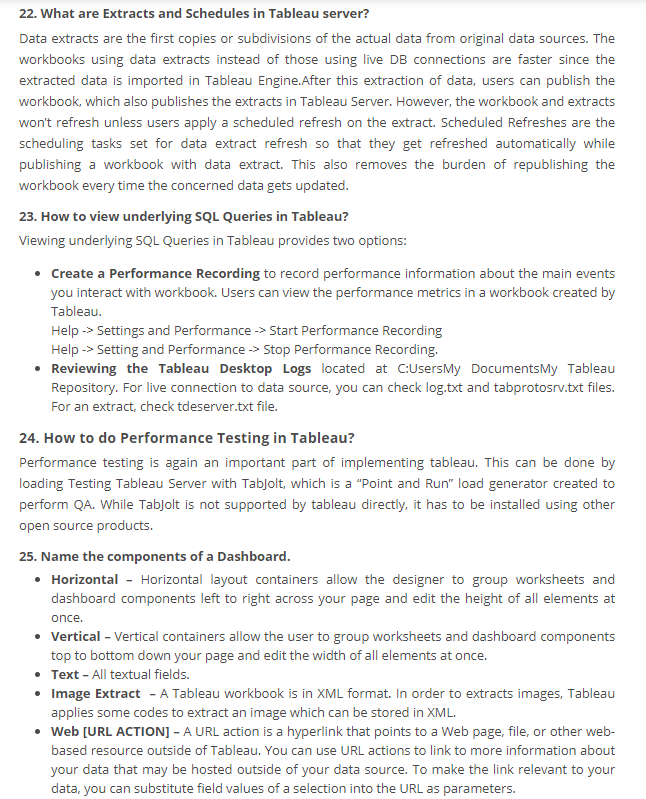 22. What are Extracts and Schedules in Tableau server?
Data extracts are the first copies or subdivisions of the actual data from original data sources. The
workbooks using data extracts instead of those using live DB connections are faster since the
extracted data is imported in Tableau Engine.After this extraction of data, users can publish the
workbook, which also publishes the extracts in Tableau Server. However, the workbook and extracts
won't refresh unless users apply a scheduled refresh on the extract. Scheduled Refreshes are the
scheduling tasks set for data extract refresh so that they get refreshed automatically while
publishing a workbook with data extract. This also removes the burden of republishing the
workbook every time the concerned data gets updated.
23. How to view underlying SQL Queries in Tableau?
Viewing underlying SQL Queries in Tableau provides two options:
• Create a Performance Recording to record performance information about the main events
you interact with workbook. Users can view the performance metrics in a workbook created by
Tableau.
Help -> Settings and Performance -> Start Performance Recording
Help -> Setting and Performance -> Stop Performance Recording.
• Reviewing the Tableau Desktop Logs located at C:UsersMy DocumentsMy Tableau
Repository. For live connection to data source, you can check log.txt and tabprotosrv.txt files.
For an extract, check tdeserver.txt file.
24. How to do Performance Testing in Tableau?
Performance testing is again an important part of implementing tableau. This can be done by
loading Testing Tableau Server with TabJolt, which is a “Point and Run” load generator created to
perform QA. While TabJolt is not supported by tableau directly, it has to be installed using other
open source products.
25. Name the components of a Dashboard.
• Horizontal – Horizontal layout containers allow the designer to group worksheets and
dashboard components left to right across your page and edit the height of all elements at
once.
• Vertical – Vertical containers allow the user to group worksheets and dashboard components
top to bottom down your page and edit the width of all elements at once.
• Text – All textual fields.
• Image Extract – A Tableau workbook is in XML format. In order to extracts images, Tableau
applies some codes to extract an image which can be stored in XML.
• Web [URL ACTION] – A URL action is a hyperlink that points to a Web page, file, or other web-
based resource outside of Tableau. You can use URL actions to link to more information about
your data that may be hosted outside of your data source. To make the link relevant to your
data, you can substitute field values of a selection into the URL as parameters.